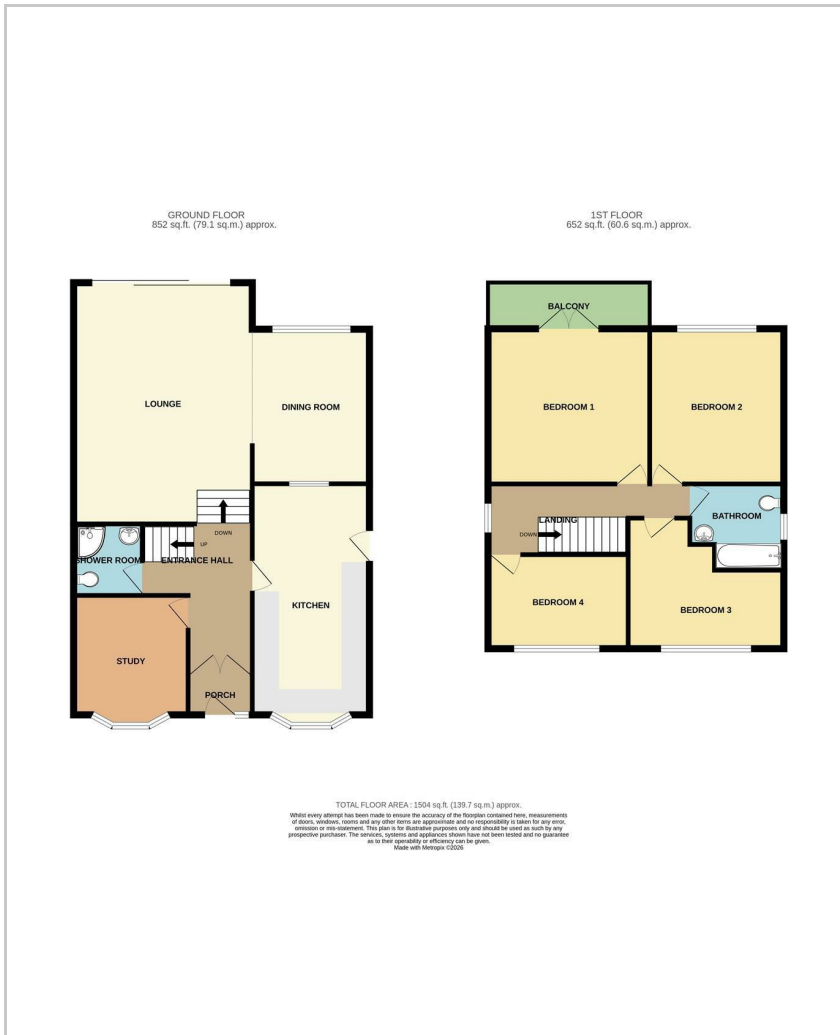 GROUND FLOOR
852 sq.ft. (79.1 sq.m.) approx.
LOUNGE
DINING ROOM
DOWN
UP
SHOWER ROOM
ENTRANCE HALL
KITCHEN
STUDY
PORCH
1ST FLOOR
652 sq.ft. (60.6 sq.m.) approx.
BALCONY
BEDROOM 1
BEDROOM 2
BATHROOM
LANDING
DOWN
BEDROOM 4
BEDROOM 3
TOTAL FLOOR AREA : 1504 sq.ft. (139.7 sq.m.) approx.
Whilst every attempt has been made to ensure the accuracy of the floorplan contained here, measurements
of doors, windows, rooms and any other items are approximate and no responsibility is taken for any error,
omission or mis-statement. This plan is for illustrative purposes only and should be used as such by any
prospective purchaser. The services, systems and appliances shown have not been tested and no guarantee
as to their operability or efficiency can be given.
Made with Metropix ©2026